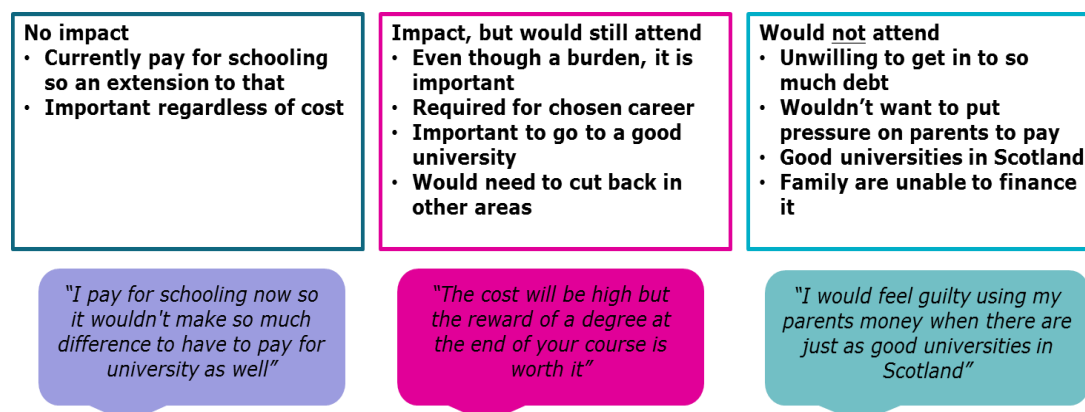 No impact
• Currently pay for schooling
so an extension to that
• Important regardless of cost
Impact, but would still attend
• Even though a burden, it is
important
• Required for chosen career
• Important to go to a good
university
• Would need to cut back in
other areas
Would not attend
• Unwilling to get in to so
much debt
• Wouldn't want to put
pressure on parents to pay
• Good universities in Scotland
• Family are unable to finance
it
"I pay for schooling now so
it wouldn't make so much
difference to have to pay for
university as well"
"The cost will be high but
the reward of a degree at
the end of your course is
worth it"
"I would feel guilty using my
parents money when there are
just as good universities in
Scotland"